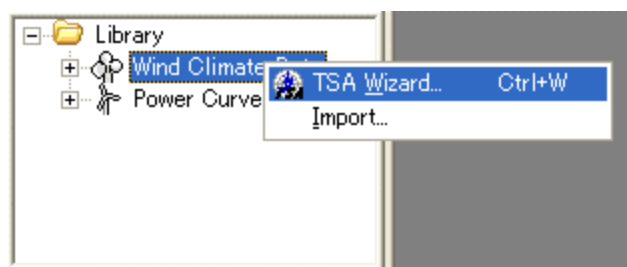 Library
Wind Climate
Power Curve
TSA Wizard... Ctrl+W
Import...